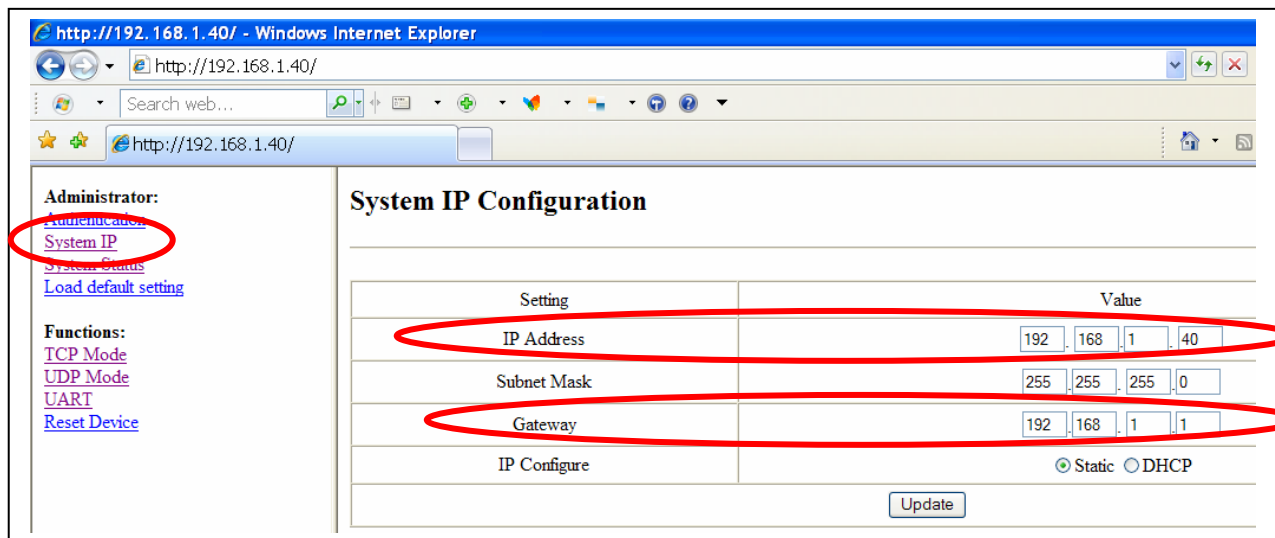 http://192.168.1.40/ - Windows Internet Explorer
http://192.168.1.40/
Search web...
http://192.168.1.40/
Administrator:
Authentication
System IP
System Status
Load default setting
Functions:
TCP Mode
UDP Mode
UART
Reset Device
System IP Configuration
Setting Value
IP Address 192 . 168 . 1 . 40
Subnet Mask 255 . 255 . 255 . 0
Gateway 192 . 168 . 1 . 1
IP Configure Static DHCP
Update